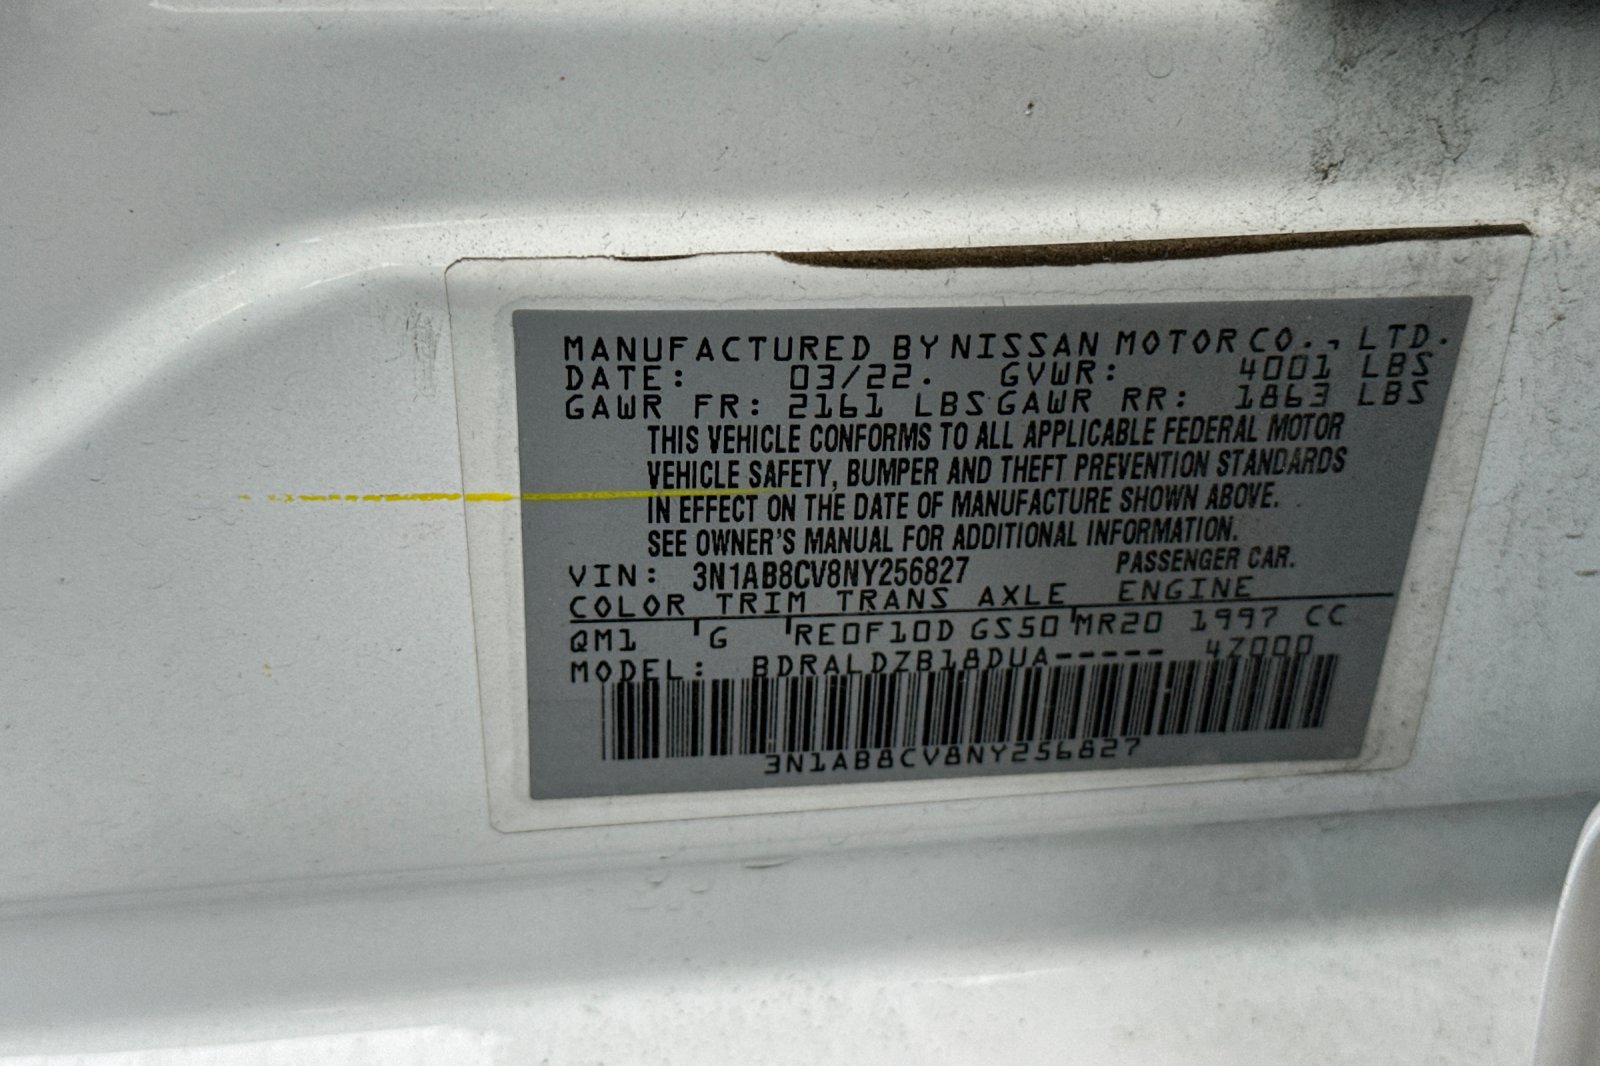 MANUFACTURED BY NISSAN MOTOR CO., LTD.
DATE: 03/22. GVWR: 4001 LBS
GAWR FR: 2161 LBS GAWR RR: 1863 LBS
THIS VEHICLE CONFORMS TO ALL APPLICABLE FEDERAL MOTOR
VEHICLE SAFETY, BUMPER AND THEFT PREVENTION STANDARDS
IN EFFECT ON THE DATE OF MANUFACTURE SHOWN ABOVE.
SEE OWNER'S MANUAL FOR ADDITIONAL INFORMATION.
VIN: 3N1AB8CV8NY256827 PASSENGER CAR.
COLOR TRIM TRANS AXLE ENGINE
QM1 G RE0F10D GS50 MR20 1997 CC
MODEL: BDRALDZB18DUA----- 47000
3N1AB8CV8NY256827